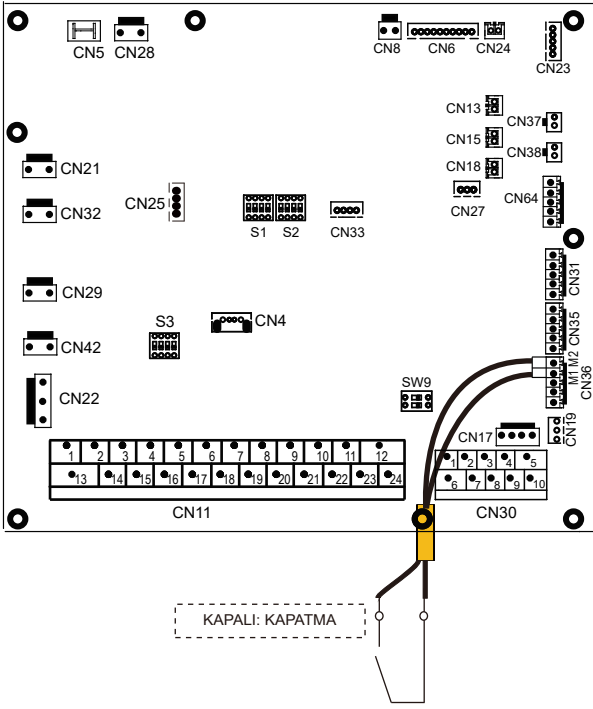 CN5 CN28
CN8 CN6 CN24
CN23
CN13
CN37
CN15
CN38
CN18
CN21
CN25
CN64
CN32
CN27
S1 S2 CN33
CN31
CN29
S3 CN4
CN35
CN42
M1 M2
CN36
SW9
CN22
CN17
CN19
1 2 3 4 5 6 7 8 9 10 11 12
1 2 3 4 5
13 14 15 16 17 18 19 20 21 22 23 24
6 7 8 9 10
CN11 CN30
KAPALI: KAPATMA